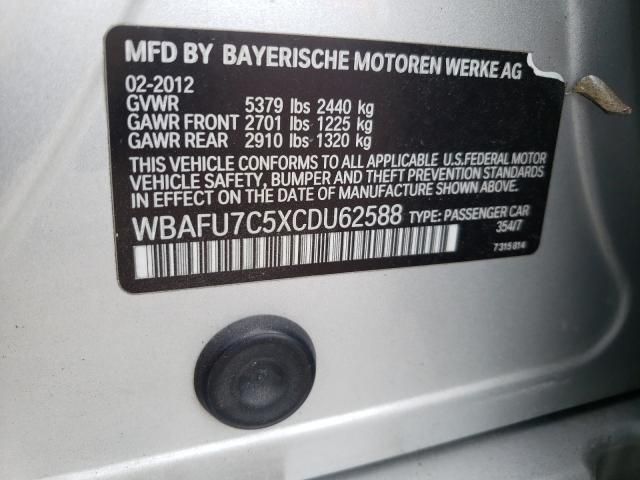 MFD BY BAYERISCHE MOTOREN WERKE AG
02-2012
GVWR 5379 lbs 2440 kg
GAWR FRONT 2701 lbs 1225 kg
GAWR REAR 2910 lbs 1320 kg
THIS VEHICLE CONFORMS TO ALL APPLICABLE U.S.FEDERAL MOTOR
VEHICLE SAFETY, BUMPER AND THEFT PREVENTION STANDARDS
IN EFFECT ON THE DATE OF MANUFACTURE SHOWN ABOVE.
WBAFU7C5XCDU62588 TYPE: PASSENGER CAR
354/7
7315814